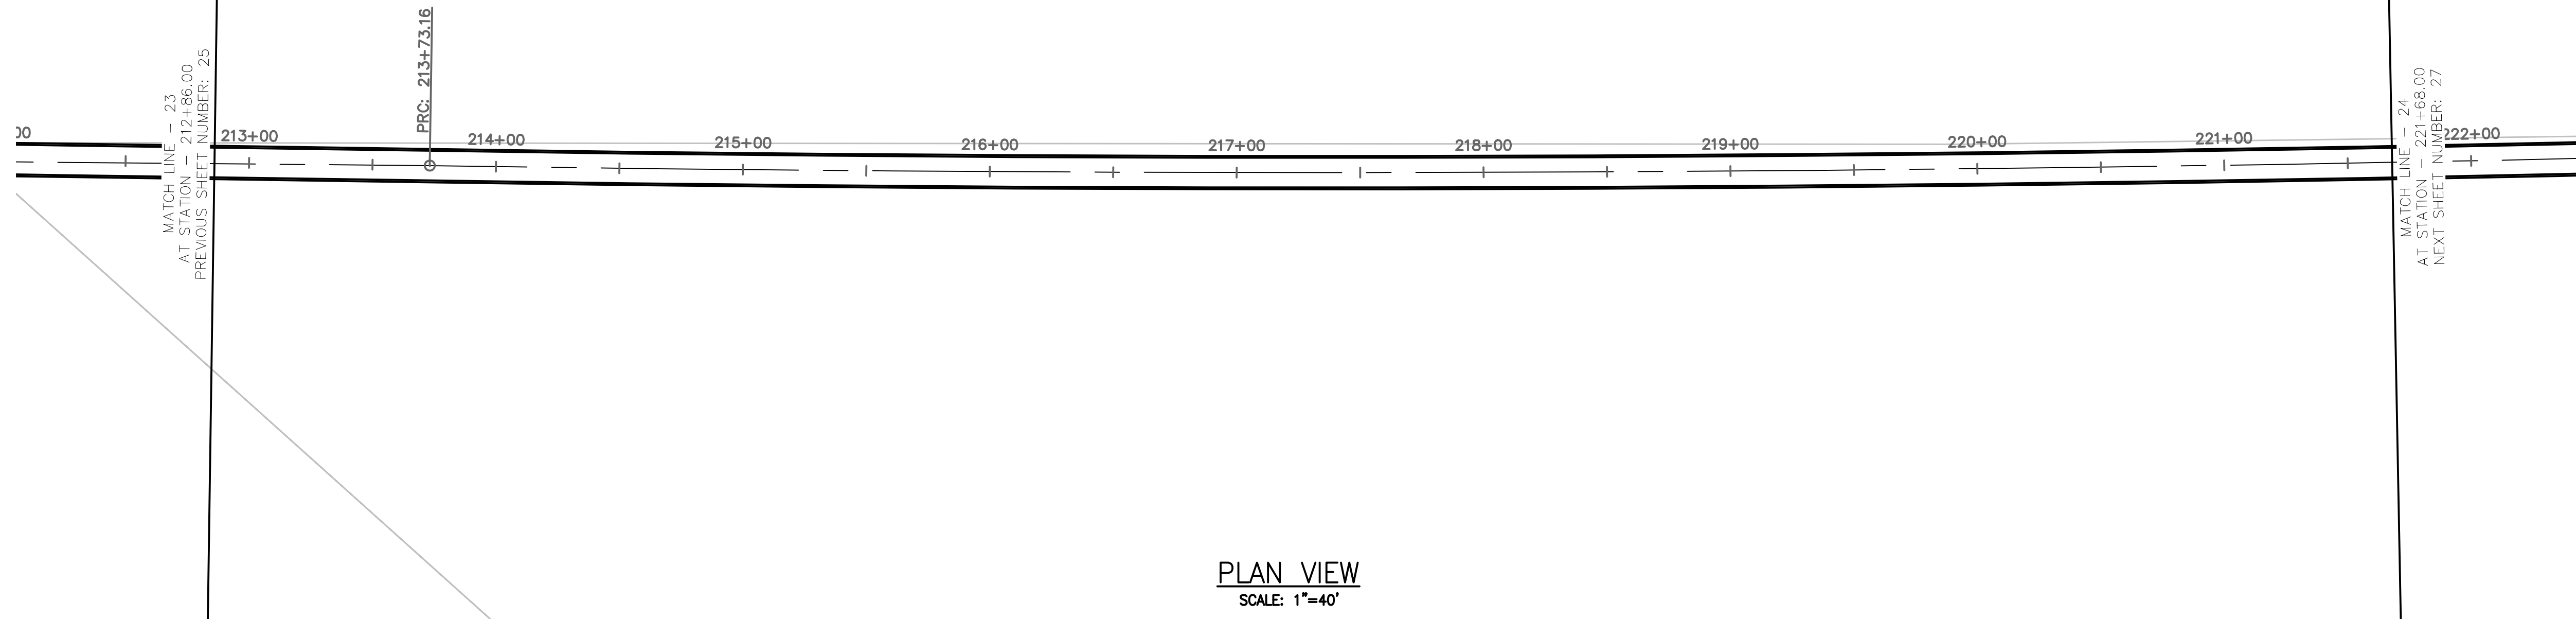 PRC: 213+73.16
MATCH LINE - 23
AT STATION - 212+86.00
PREVIOUS SHEET NUMBER: 25
00
213+00
214+00
215+00
216+00
217+00
218+00
219+00
220+00
221+00
222+00
MATCH LINE - 24
AT STATION - 221+68.00
NEXT SHEET NUMBER: 27
PLAN VIEW
SCALE: 1"=40'